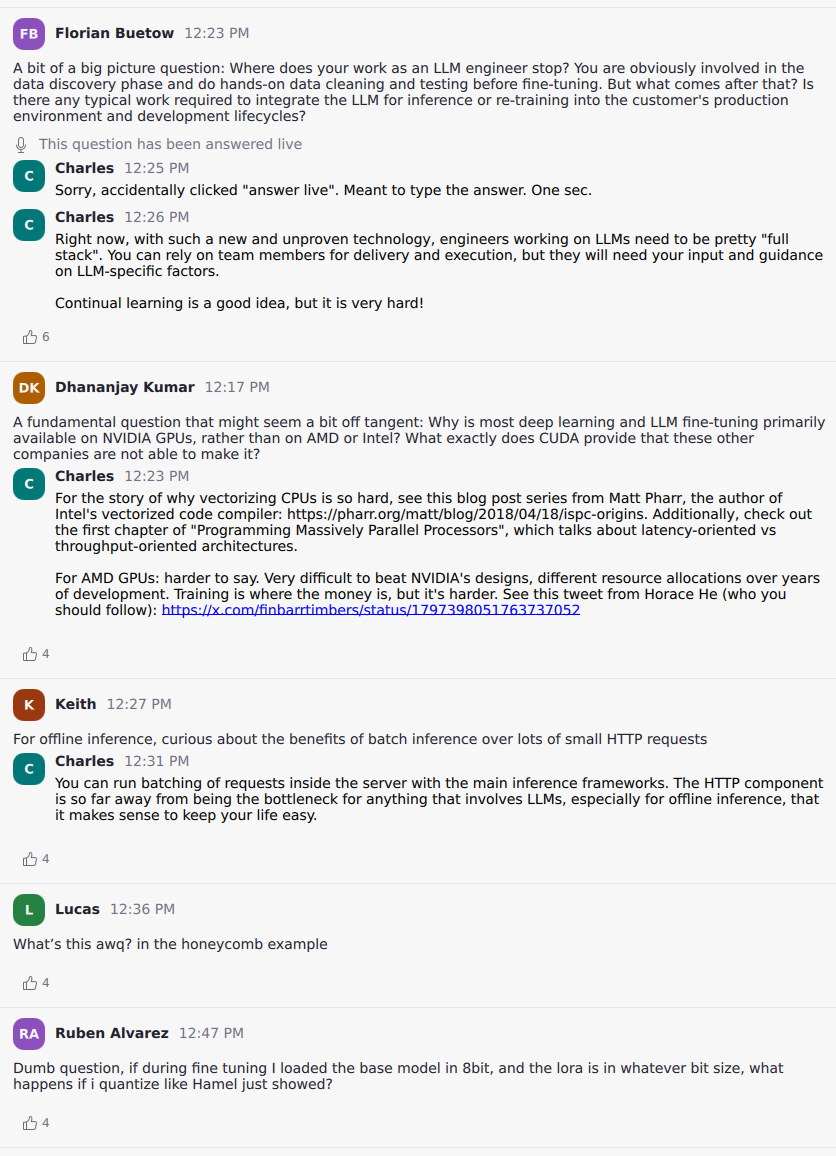 FB Florian Buetow 12:23 PM
A bit of a big picture question: Where does your work as an LLM engineer stop? You are obviously involved in the
data discovery phase and do hands-on data cleaning and testing before fine-tuning. But what comes after that? Is
there any typical work required to integrate the LLM for inference or re-training into the customer's production
environment and development lifecycles?
This question has been answered live
C Charles 12:25 PM
Sorry, accidentally clicked "answer live". Meant to type the answer. One sec.
C Charles 12:26 PM
Right now, with such a new and unproven technology, engineers working on LLMs need to be pretty "full
stack". You can rely on team members for delivery and execution, but they will need your input and guidance
on LLM-specific factors.
Continual learning is a good idea, but it is very hard!
6
DK Dhananjay Kumar 12:17 PM
A fundamental question that might seem a bit off tangent: Why is most deep learning and LLM fine-tuning primarily
available on NVIDIA GPUs, rather than on AMD or Intel? What exactly does CUDA provide that these other
companies are not able to make it?
C Charles 12:23 PM
For the story of why vectorizing CPUs is so hard, see this blog post series from Matt Pharr, the author of
Intel's vectorized code compiler: https://pharr.org/matt/blog/2018/04/18/ispc-origins. Additionally, check out
the first chapter of "Programming Massively Parallel Processors", which talks about latency-oriented vs
throughput-oriented architectures.
For AMD GPUs: harder to say. Very difficult to beat NVIDIA's designs, different resource allocations over years
of development. Training is where the money is, but it's harder. See this tweet from Horace He (who you
should follow): https://x.com/finbarrtimbers/status/1797398051763737052
4
K Keith 12:27 PM
For offline inference, curious about the benefits of batch inference over lots of small HTTP requests
C Charles 12:31 PM
You can run batching of requests inside the server with the main inference frameworks. The HTTP component
is so far away from being the bottleneck for anything that involves LLMs, especially for offline inference, that
it makes sense to keep your life easy.
4
L Lucas 12:36 PM
What's this awq? in the honeycomb example
4
RA Ruben Alvarez 12:47 PM
Dumb question, if during fine tuning I loaded the base model in 8bit, and the lora is in whatever bit size, what
happens if i quantize like Hamel just showed?
4